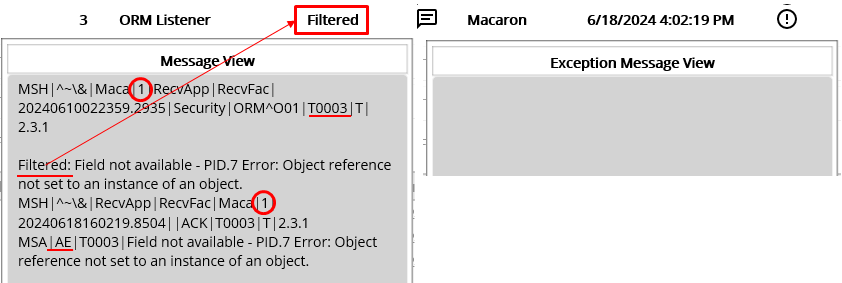 3 ORM Listener Filtered Macaron 6/18/2024 4:02:19 PM
Message View
MSH|^~\&|Maca|1|RecvApp|RecvFac|
20240610022359.2935|Security|ORM^O01|T0003|T|
2.3.1
Filtered: Field not available - PID.7 Error: Object reference
not set to an instance of an object.
MSH|^~\&|RecvApp|RecvFac|Maca|1
20240618160219.8504||ACK|T0003|T|2.3.1
MSA|AE|T0003|Field not available - PID.7 Error: Object
reference not set to an instance of an object.
Exception Message View